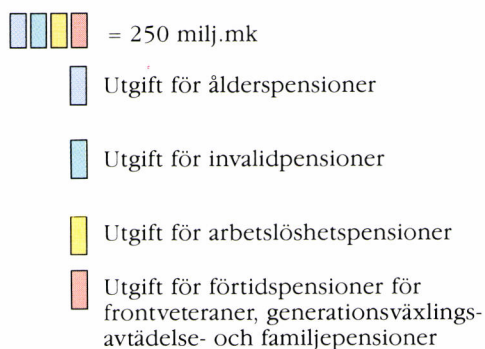 = 250 milj.mk
Utgift för ålderspensioner
Utgift för invalidpensioner
Utgift för arbetslöshetspensioner
Utgift för förtidspensioner för
frontveteraner, generationsväxlings-
avtädelse- och familjepensioner